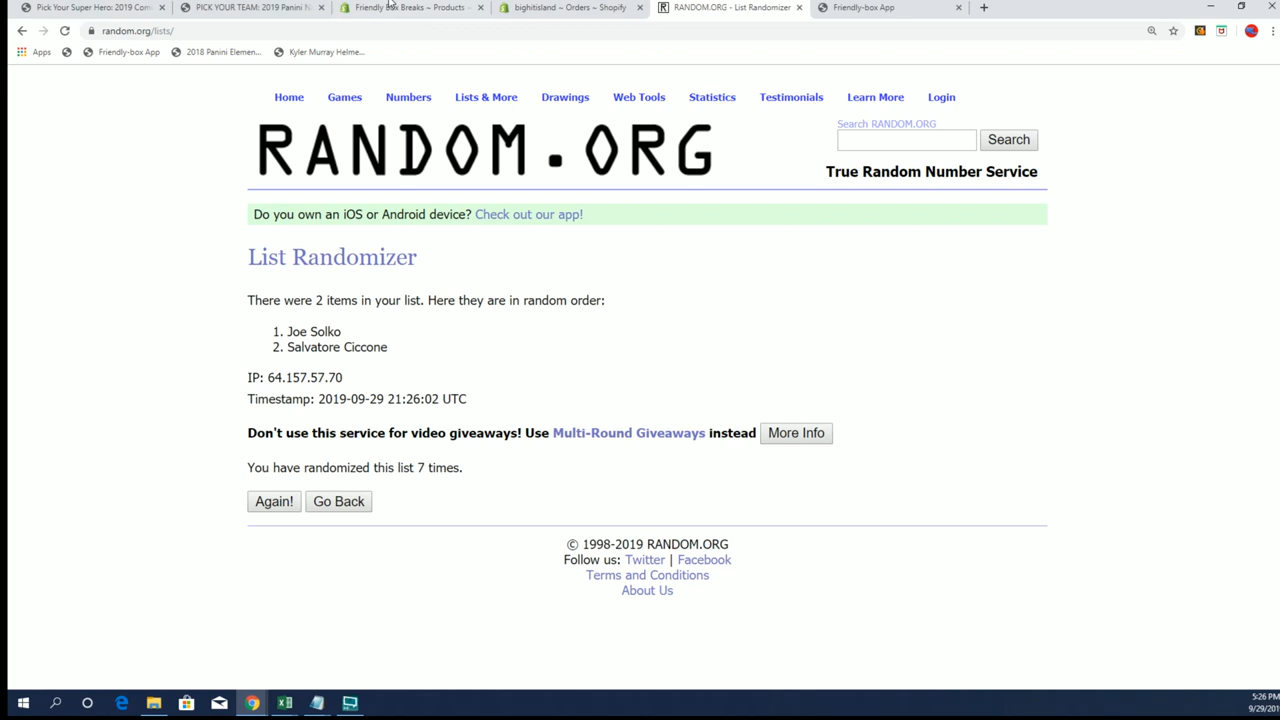 Pick Your Super Hero: 2019 Com
PICK YOUR TEAM: 2019 Panini N
Friendly Box Breaks ~ Products ~
bighitisland ~ Orders ~ Shopify
RANDOM.ORG - List Randomizer
Friendly-box App
random.org/lists/
Apps
Friendly-box App
2018 Panini Elemen...
Kyler Murray Helme...
Home
Games
Numbers
Lists & More
Drawings
Web Tools
Statistics
Testimonials
Learn More
Login
RANDOM.ORG
Search RANDOM.ORG
Search
True Random Number Service
Do you own an iOS or Android device? Check out our app!
List Randomizer
There were 2 items in your list. Here they are in random order:
1. Joe Solko
2. Salvatore Ciccone
IP: 64.157.57.70
Timestamp: 2019-09-29 21:26:02 UTC
Don't use this service for video giveaways! Use Multi-Round Giveaways instead
More Info
You have randomized this list 7 times.
Again!
Go Back
© 1998-2019 RANDOM.ORG
Follow us: Twitter | Facebook
Terms and Conditions
About Us
5:26 PM
9/29/201